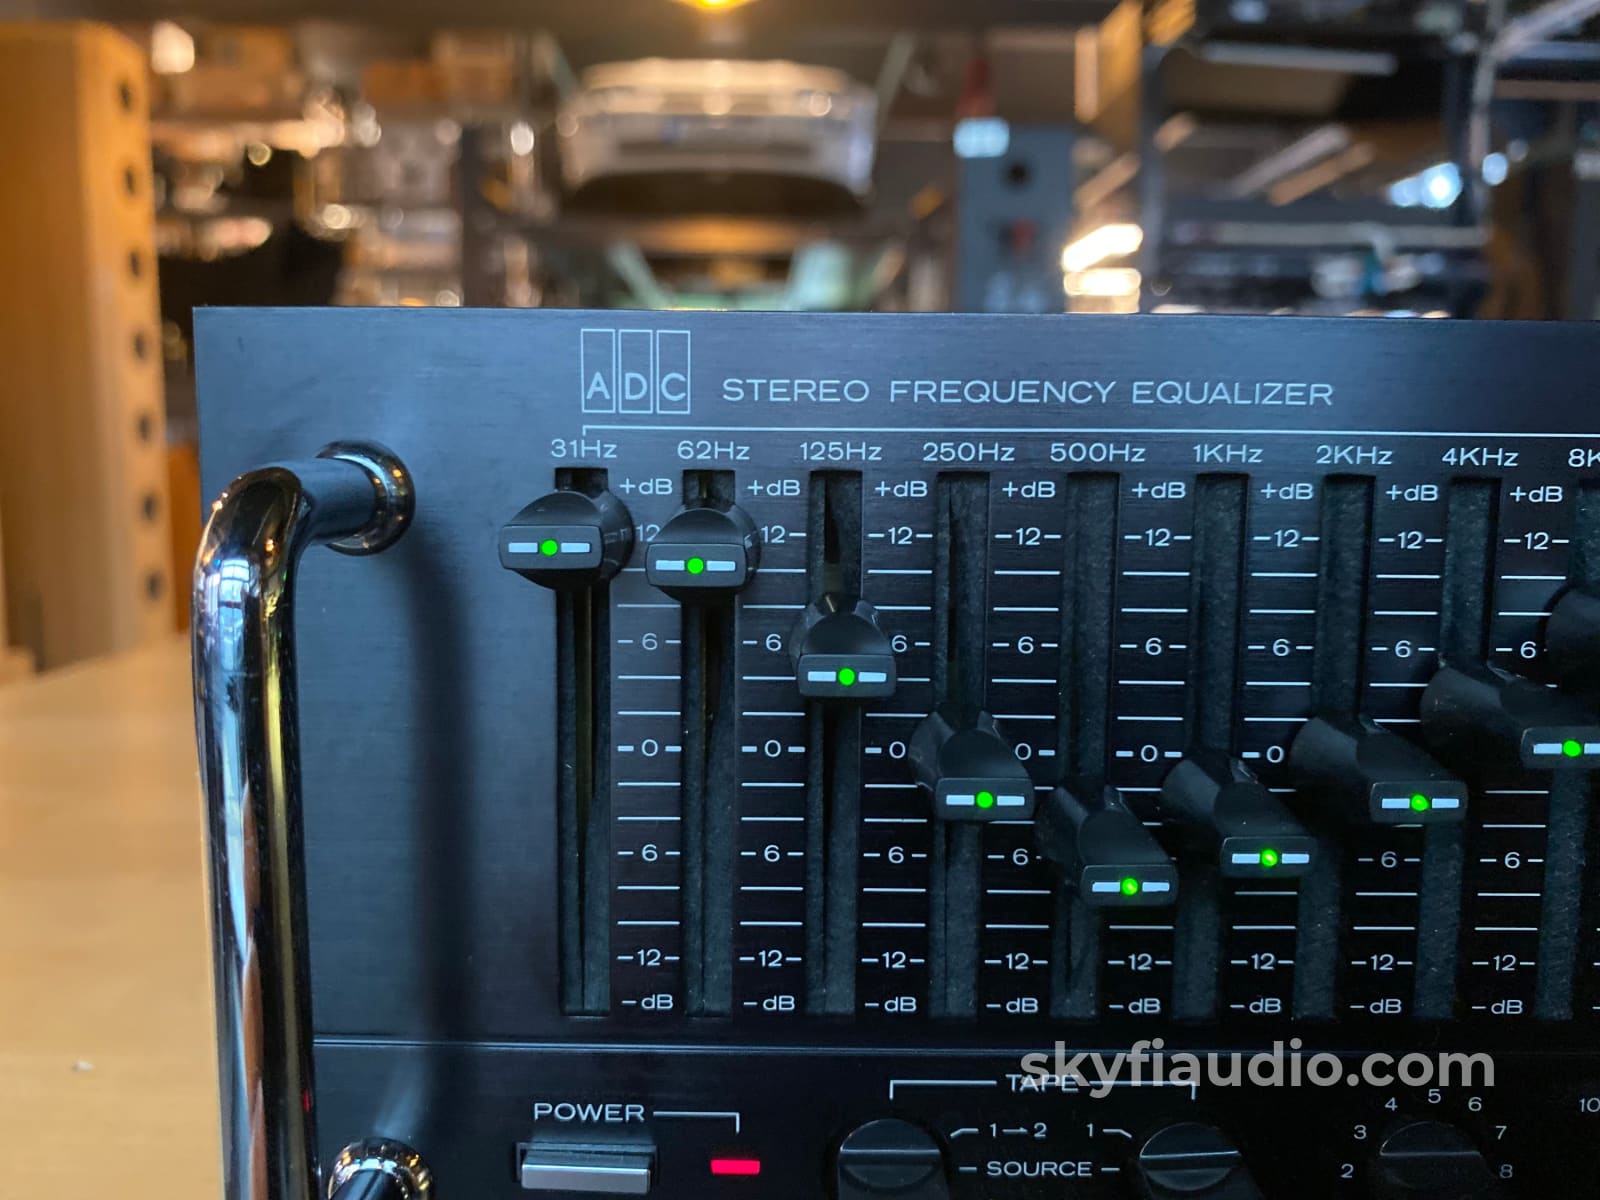 ADC STEREO FREQUENCY EQUALIZER
31Hz 62Hz 125Hz 250Hz 500Hz 1KHz 2KHz 4KHz 8K
+dB +dB +dB +dB +dB +dB +dB +dB
12 12 12 12 12 12 12 12
6 6 6 6 6 6 6 6
0 0 0 0 0 0
6 6 6 6 6 6
12 12 12 12 12 12 12 12
-dB -dB -dB -dB -dB -dB -dB -dB
skyfiaudio.com
TAPE
POWER
1→2 1
SOURCE
2 3 4 5 6 7 8 10